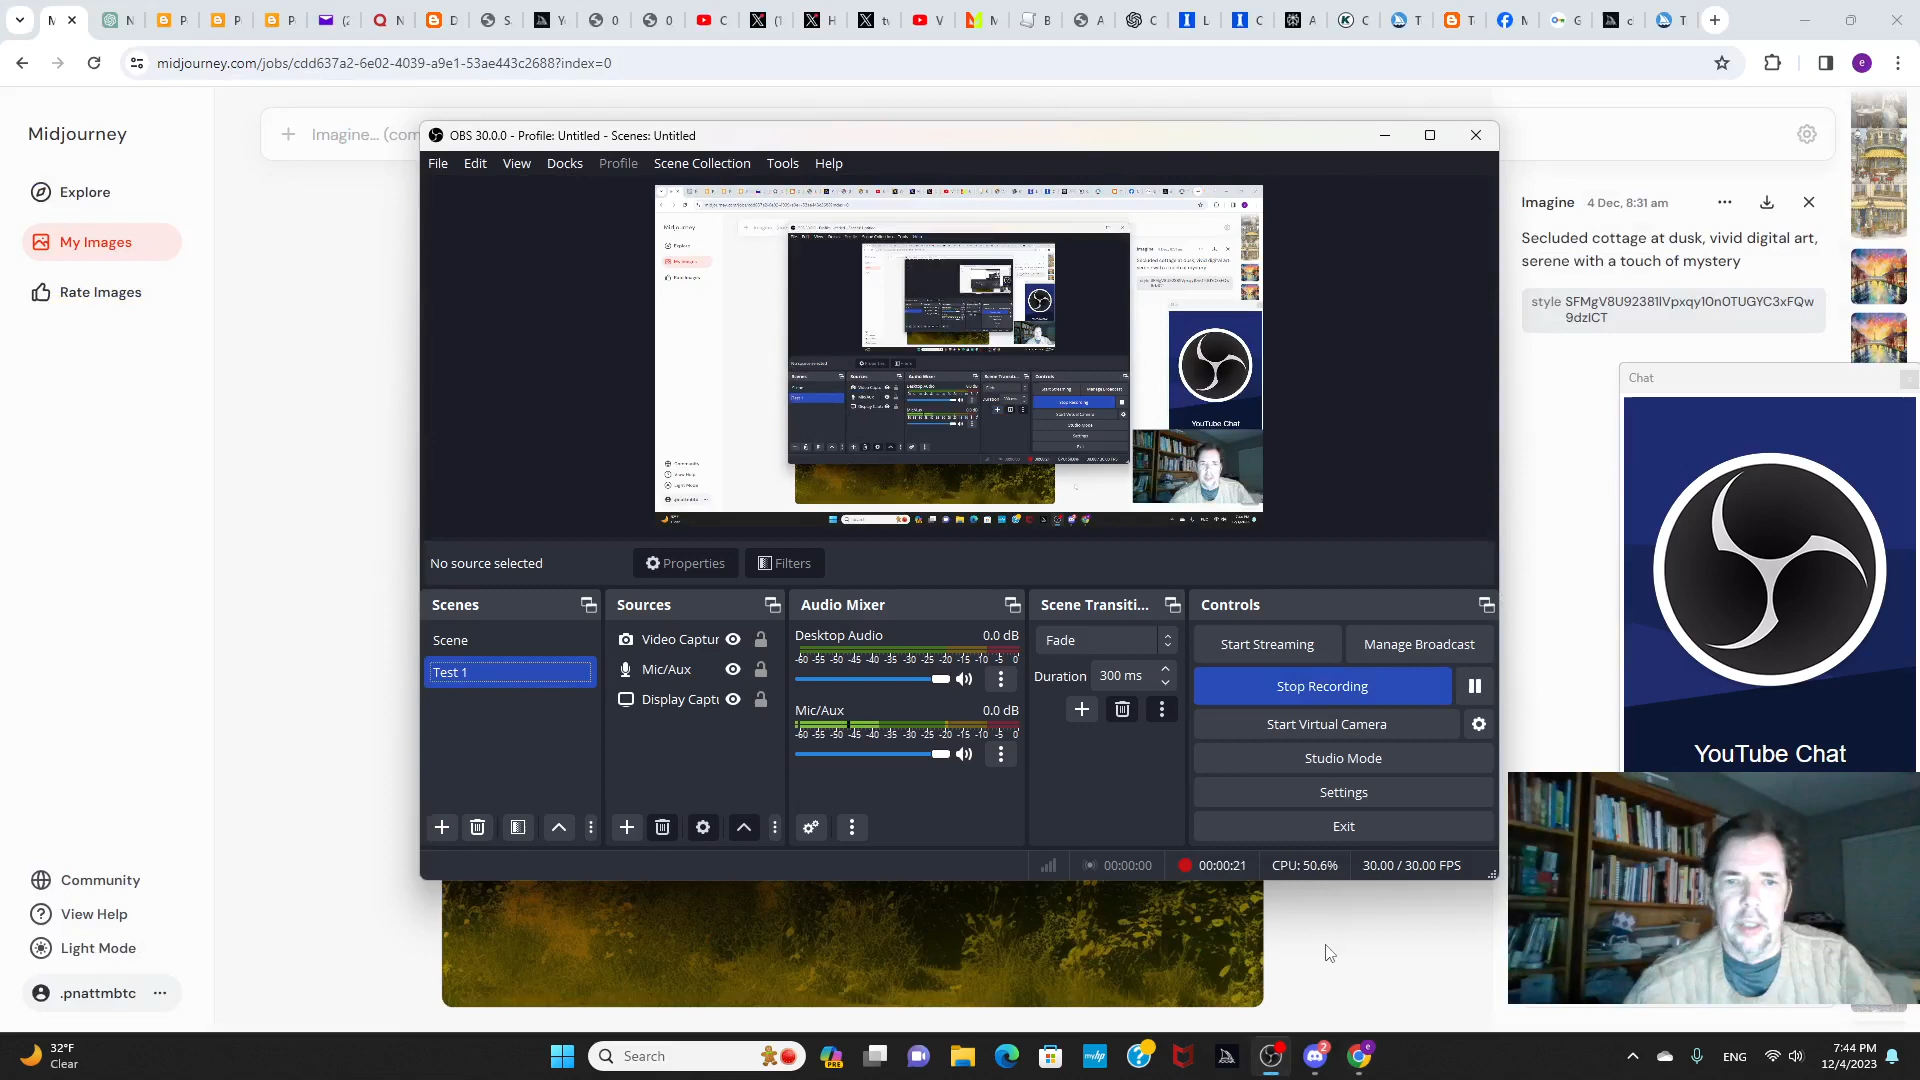 midjourney.com/jobs/cdd637a2-6e02-4039-a9e1-53ae443c2688?index=0
Midjourney
Imagine... (com
Explore
My Images
Rate Images
Community
View Help
Light Mode
.pnattmbtc
OBS 30.0.0 - Profile: Untitled - Scenes: Untitled
File Edit View Docks Profile Scene Collection Tools Help
No source selected
Properties
Filters
Scenes
Scene
Test 1
Sources
Video Captur
Mic/Aux
Display Captu
Audio Mixer
Desktop Audio 0.0 dB
-60 -55 -50 -45 -40 -35 -30 -25 -20 -15 -10 -5 0
Mic/Aux 0.0 dB
-60 -55 -50 -45 -40 -35 -30 -25 -20 -15 -10 -5 0
Scene Transiti...
Fade
Duration 300 ms
Controls
Start Streaming
Manage Broadcast
Stop Recording
Start Virtual Camera
Studio Mode
Settings
Exit
00:00:00
00:00:21
CPU: 50.6%
30.00 / 30.00 FPS
Imagine 4 Dec, 8:31 am
Secluded cottage at dusk, vivid digital art,
serene with a touch of mystery
Chat
YouTube Chat
32°F
Clear
Search
PRE
2
ENG
7:44 PM
12/4/2023